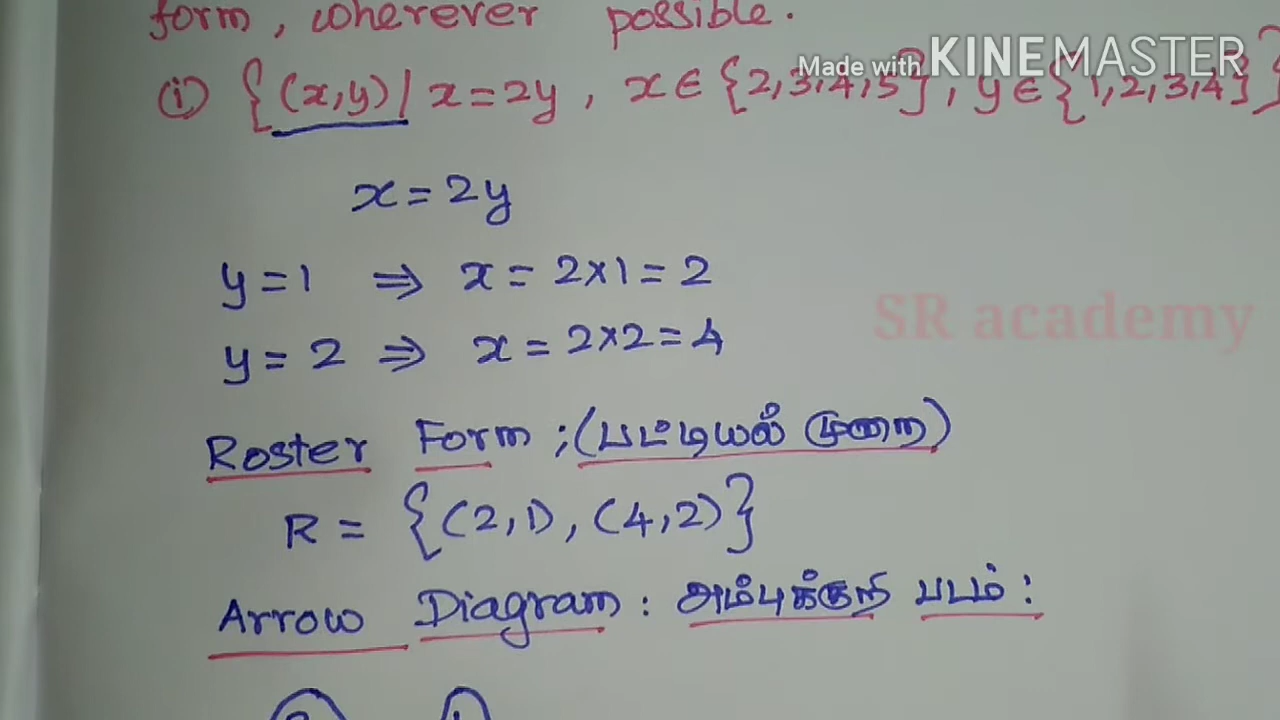 form, wherever possible.
Made with KINEMASTER
(i) {(x,y) | x = 2y, x ∈ {2,3,4,5}, y ∈ {1,2,3,4}}
x = 2y
y = 1 ⇒ x = 2×1 = 2
SR academy
y = 2 ⇒ x = 2×2 = 4
Roster Form ; (பட்டியல் முறை)
R = {(2,1), (4,2)}
Arrow Diagram : அம்புக்குறி படம் :